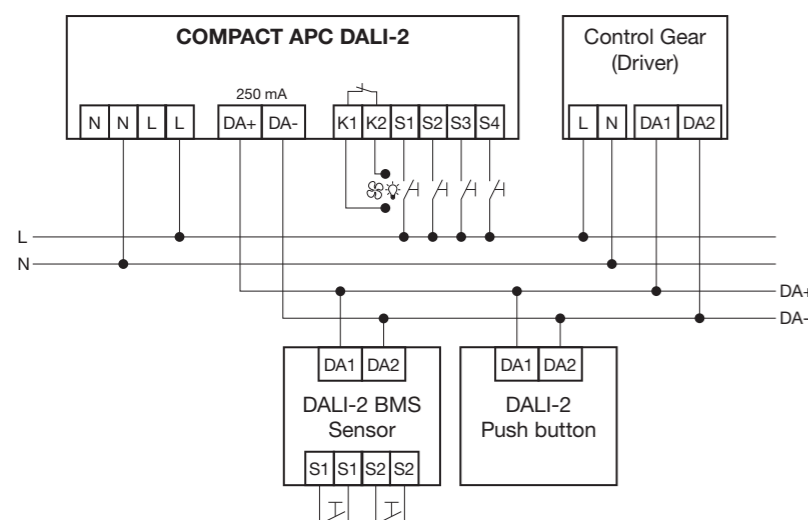 COMPACT APC DALI-2
250 mA
N N L L DA+ DA- K1 K2 S1 S2 S3 S4
Control Gear
(Driver)
L N DA1 DA2
L
N
DA+
DA-
DA1 DA2
DALI-2 BMS
Sensor
S1 S1 S2 S2
DA1 DA2
DALI-2
Push button